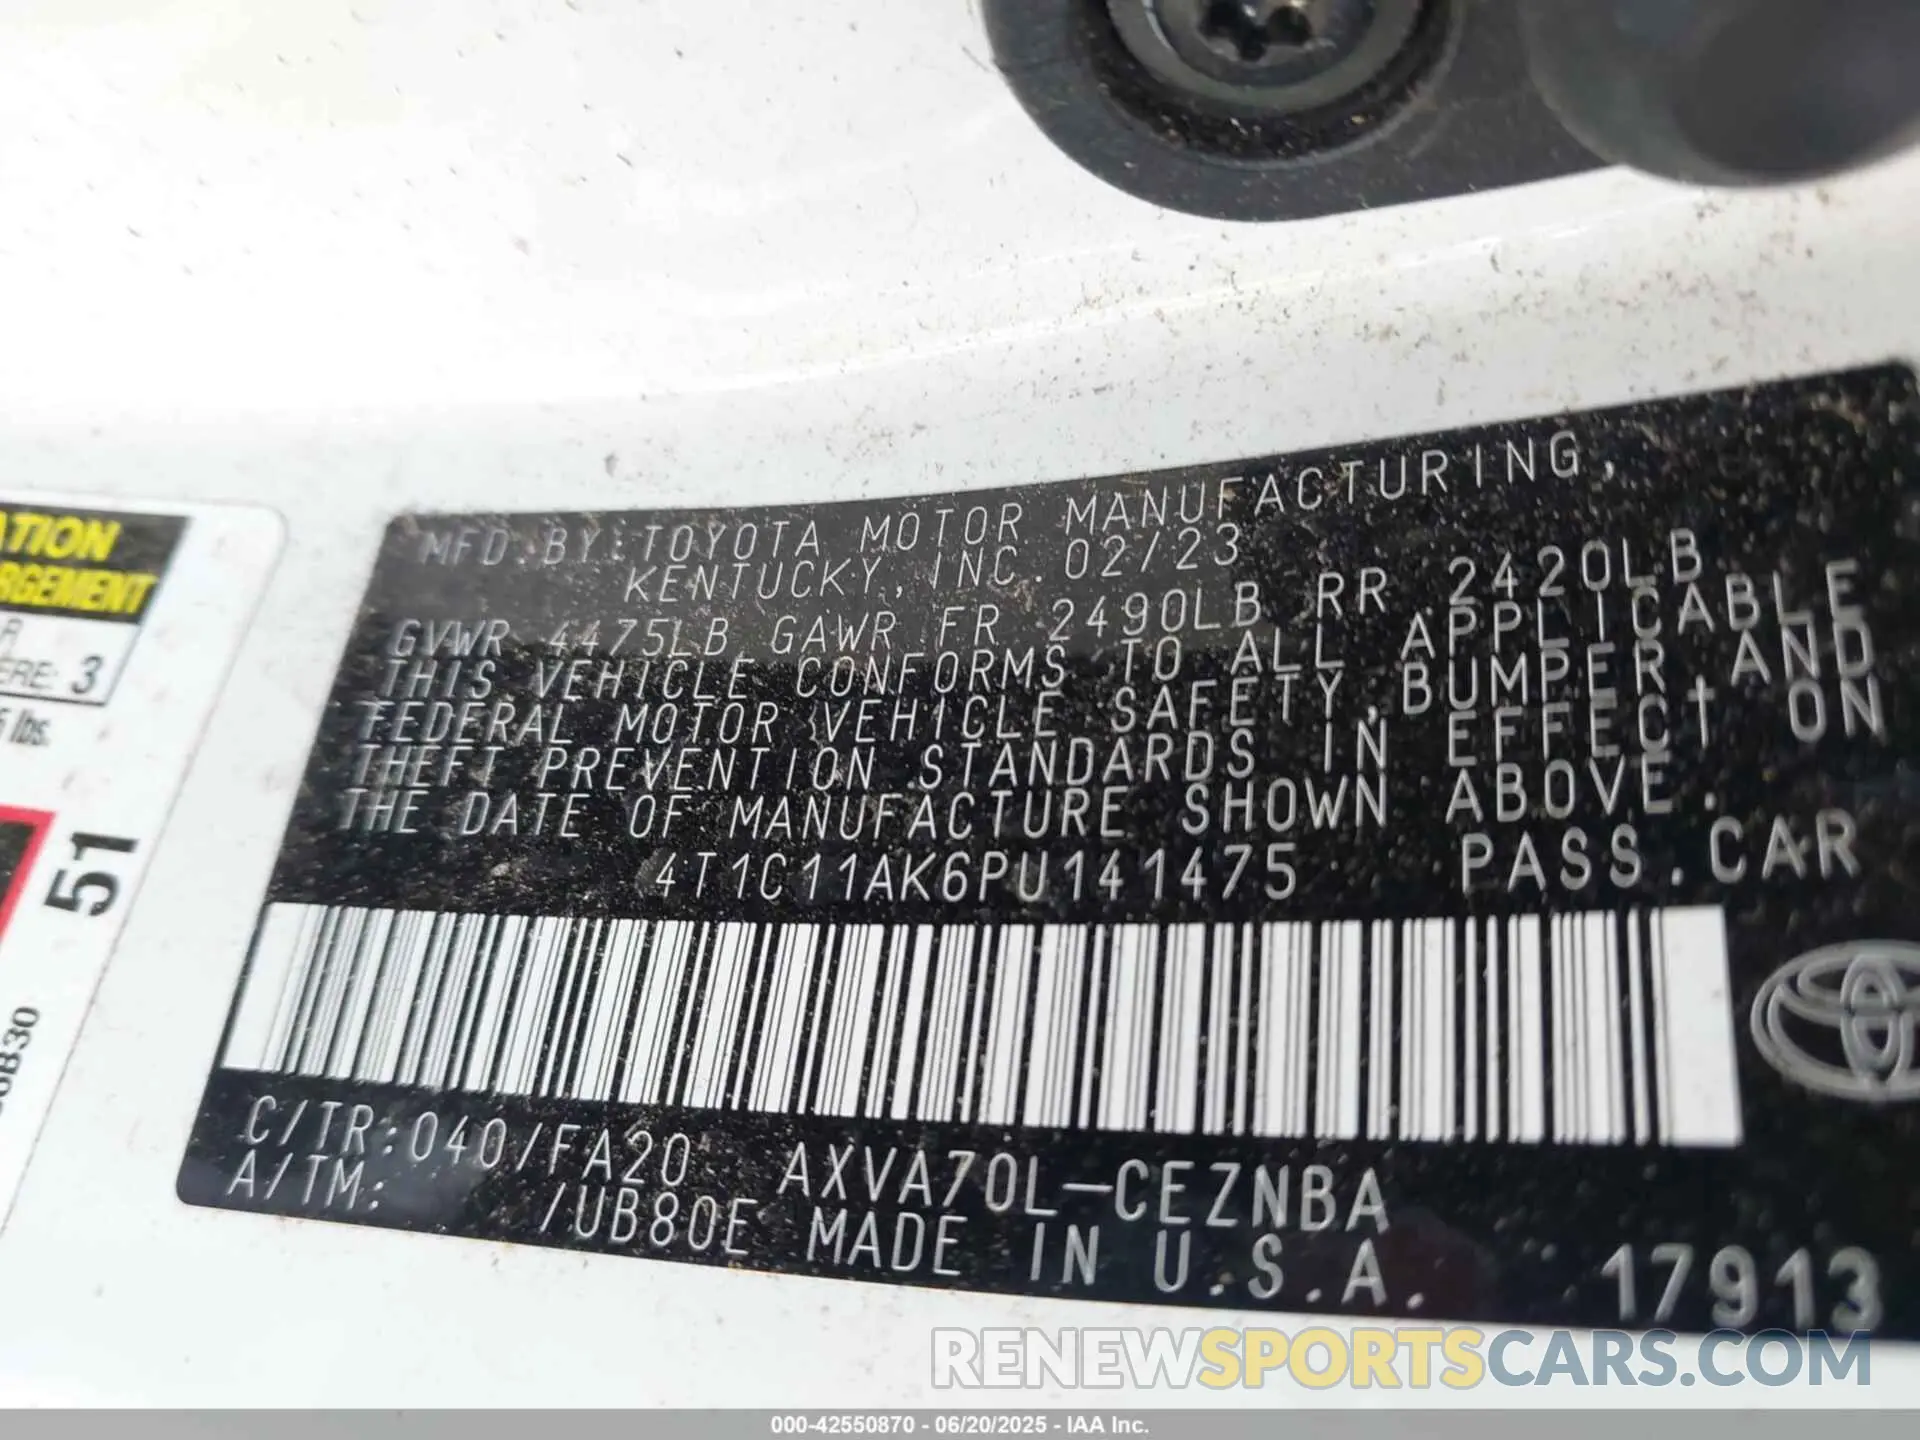 MFD.BY:TOYOTA MOTOR MANUFACTURING,
KENTUCKY, INC. 02/23
GVWR 4475LB GAWR FR 2490LB RR 2420LB
THIS VEHICLE CONFORMS TO ALL APPLICABLE
FEDERAL MOTOR VEHICLE SAFETY, BUMPER, AND
THEFT PREVENTION STANDARDS IN EFFECT ON
THE DATE OF MANUFACTURE SHOWN ABOVE.
4T1C11AK6PU141475 PASS.CAR
C/TR:040/FA20 AXVA70L-CEZNBA
A/TM: /UB80E MADE IN U.S.A.
17913
ERE: 3
lbs.
51
RENEWSPORTSCARS.COM
000-42550870 - 06/20/2025 - IAA Inc.